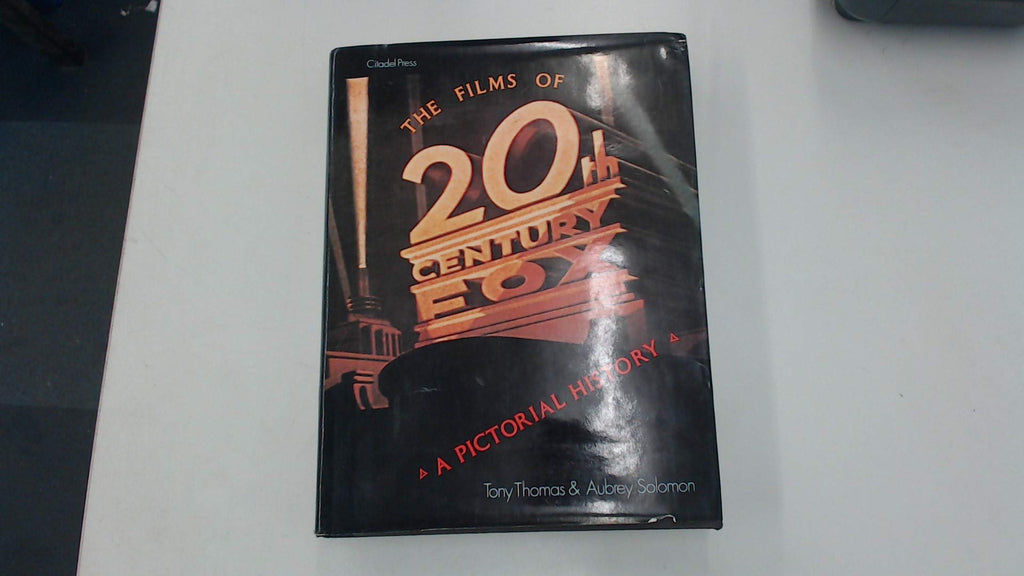 Citadel Press
THE FILMS OF
20th
CENTURY
FOX
A PICTORIAL HISTORY
Tony Thomas & Aubrey Solomon